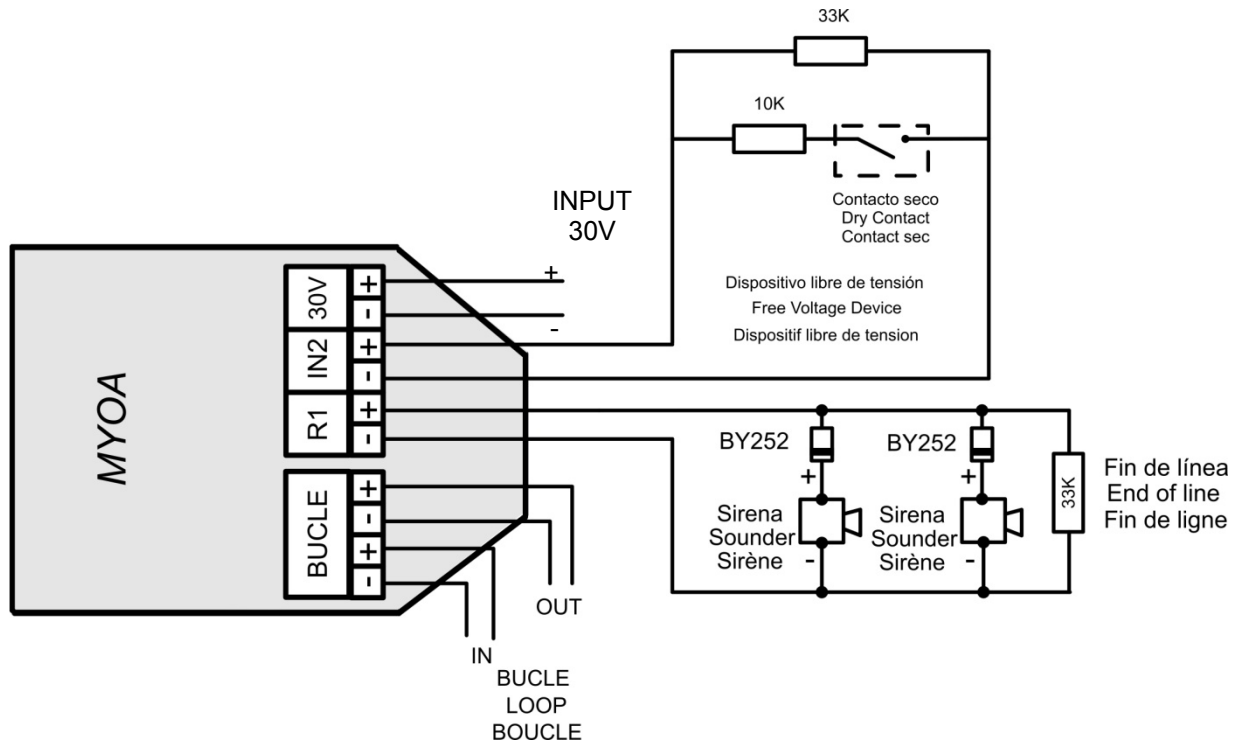 33K
10K
Contacto seco
Dry Contact
Contact sec
INPUT
30V
+
-
Dispositivo libre de tensión
Free Voltage Device
Dispositif libre de tension
MYOA
30V
+
-
IN2
+
-
R1
+
-
BUCLE
+
-
+
-
BY252
+
Sirena
Sounder
Sirène
-
BY252
+
Sirena
Sounder
Sirène
-
33K
Fin de línea
End of line
Fin de ligne
OUT
IN
BUCLE
LOOP
BOUCLE